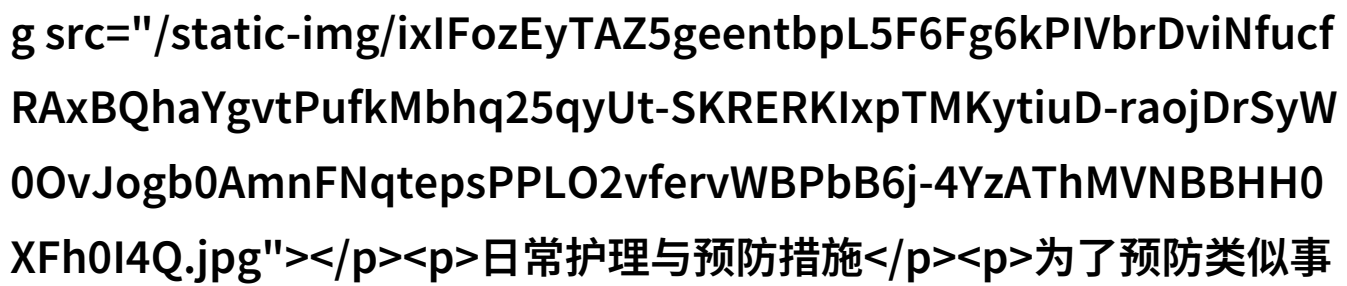 g src="/static-img/ixIFozEyTAZ5geentbpL5F6Fg6kPIVbrDviNfucf
RAxBQhaYgvtPufkMbhq25qyUt-SKRERKIxpTMKytiuD-raojDrSyW
0OvJogb0AmnFNqtepsPPLO2vfervWBPbB6j-4YzAThMVNBBHH0
XFh0I4Q.jpg"></p><p>日常护理与预防措施</p><p>为了预防类似事